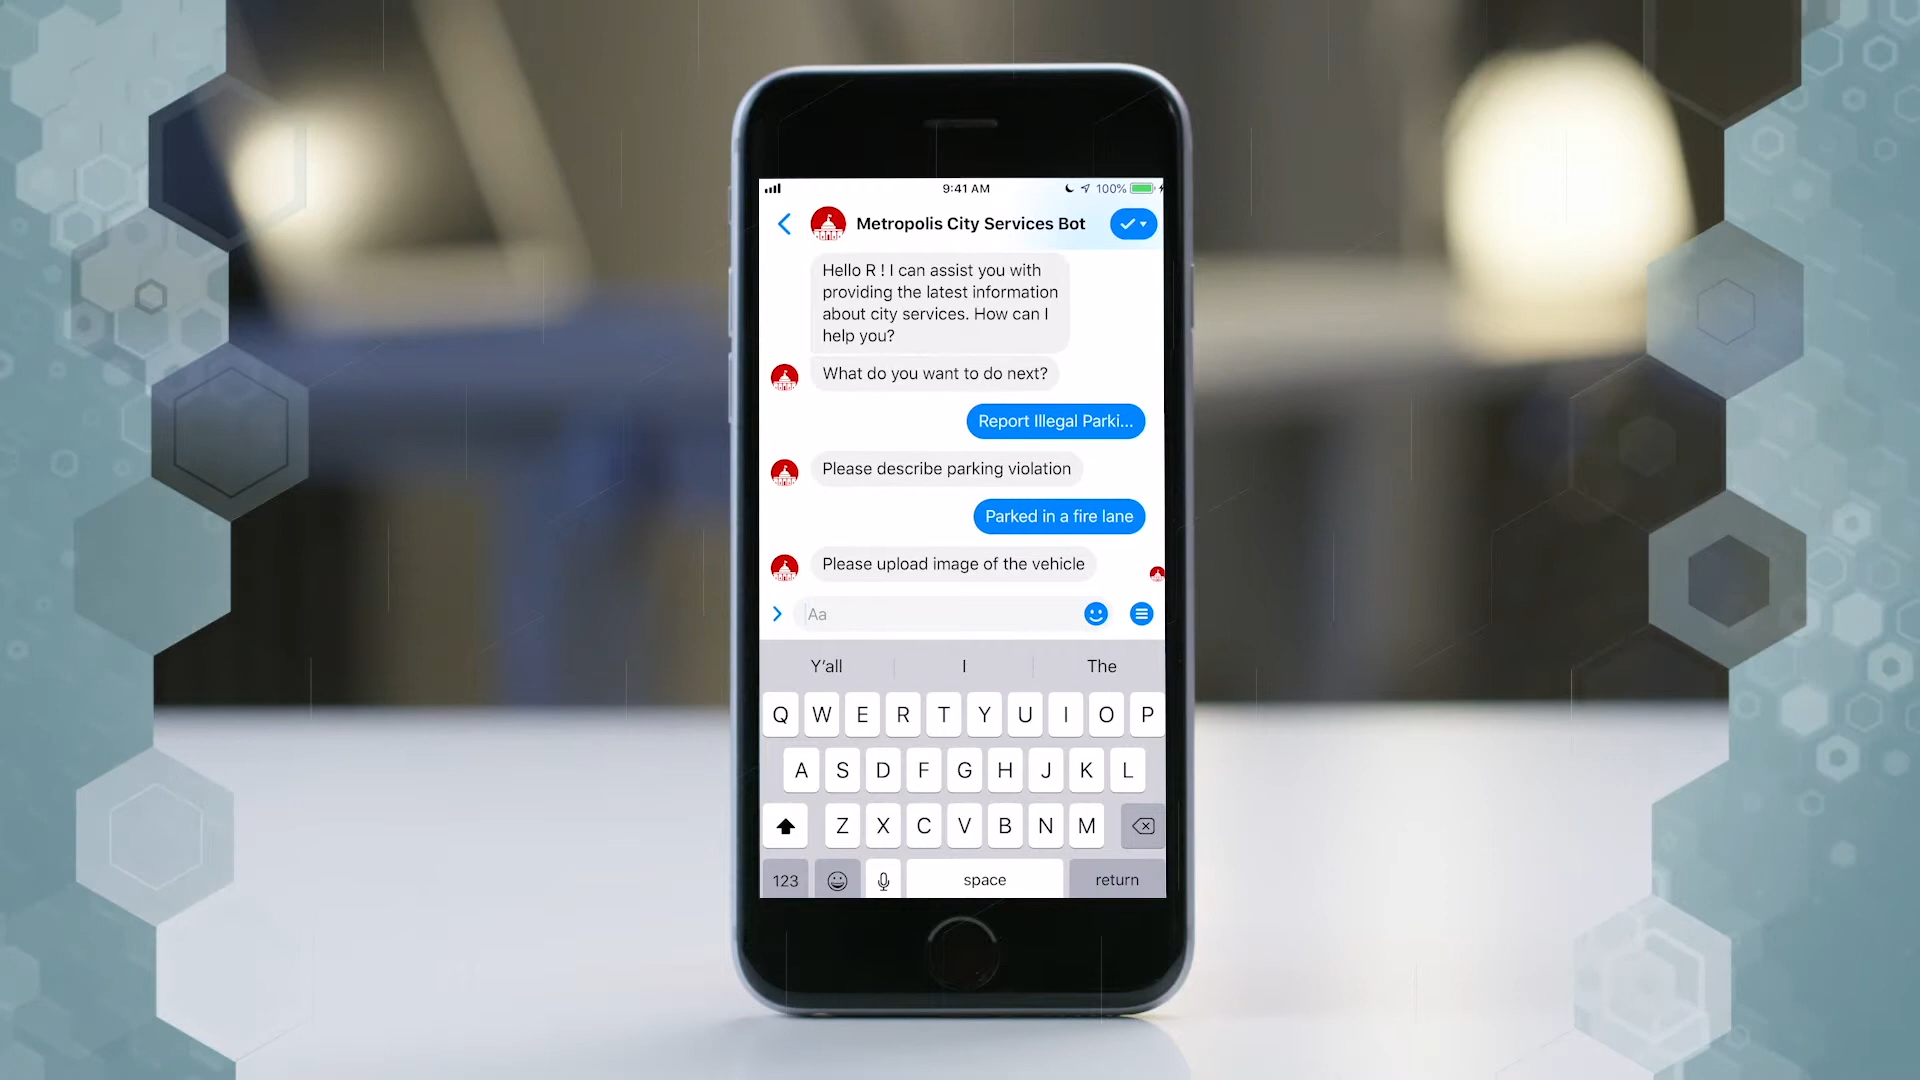 9:41 AM
100%
Metropolis City Services Bot
Hello R ! I can assist you with
providing the latest information
about city services. How can I
help you?
What do you want to do next?
Report Illegal Parki...
Please describe parking violation
Parked in a fire lane
Please upload image of the vehicle
Aa
Y'all I The
Q W E R T Y U I O P
A S D F G H J K L
Z X C V B N M
123 space return